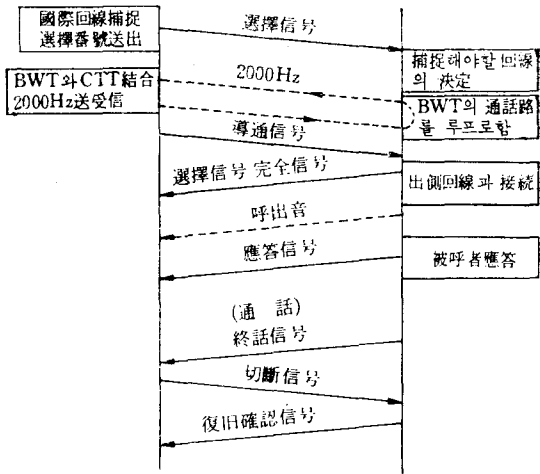 國際回線捕捉
選擇番號送出
選擇信号
捕捉해야할回線
의 決定
2000Hz
BWT와 CTT 結合
2000Hz送受信
BWT의 通話路
를 루프로함
導通信号
選擇信号 完全信号
出側回線과 接続
呼出音
應答信号
被呼者應答
(通 話)
終話信号
切斷信号
復旧確認信号